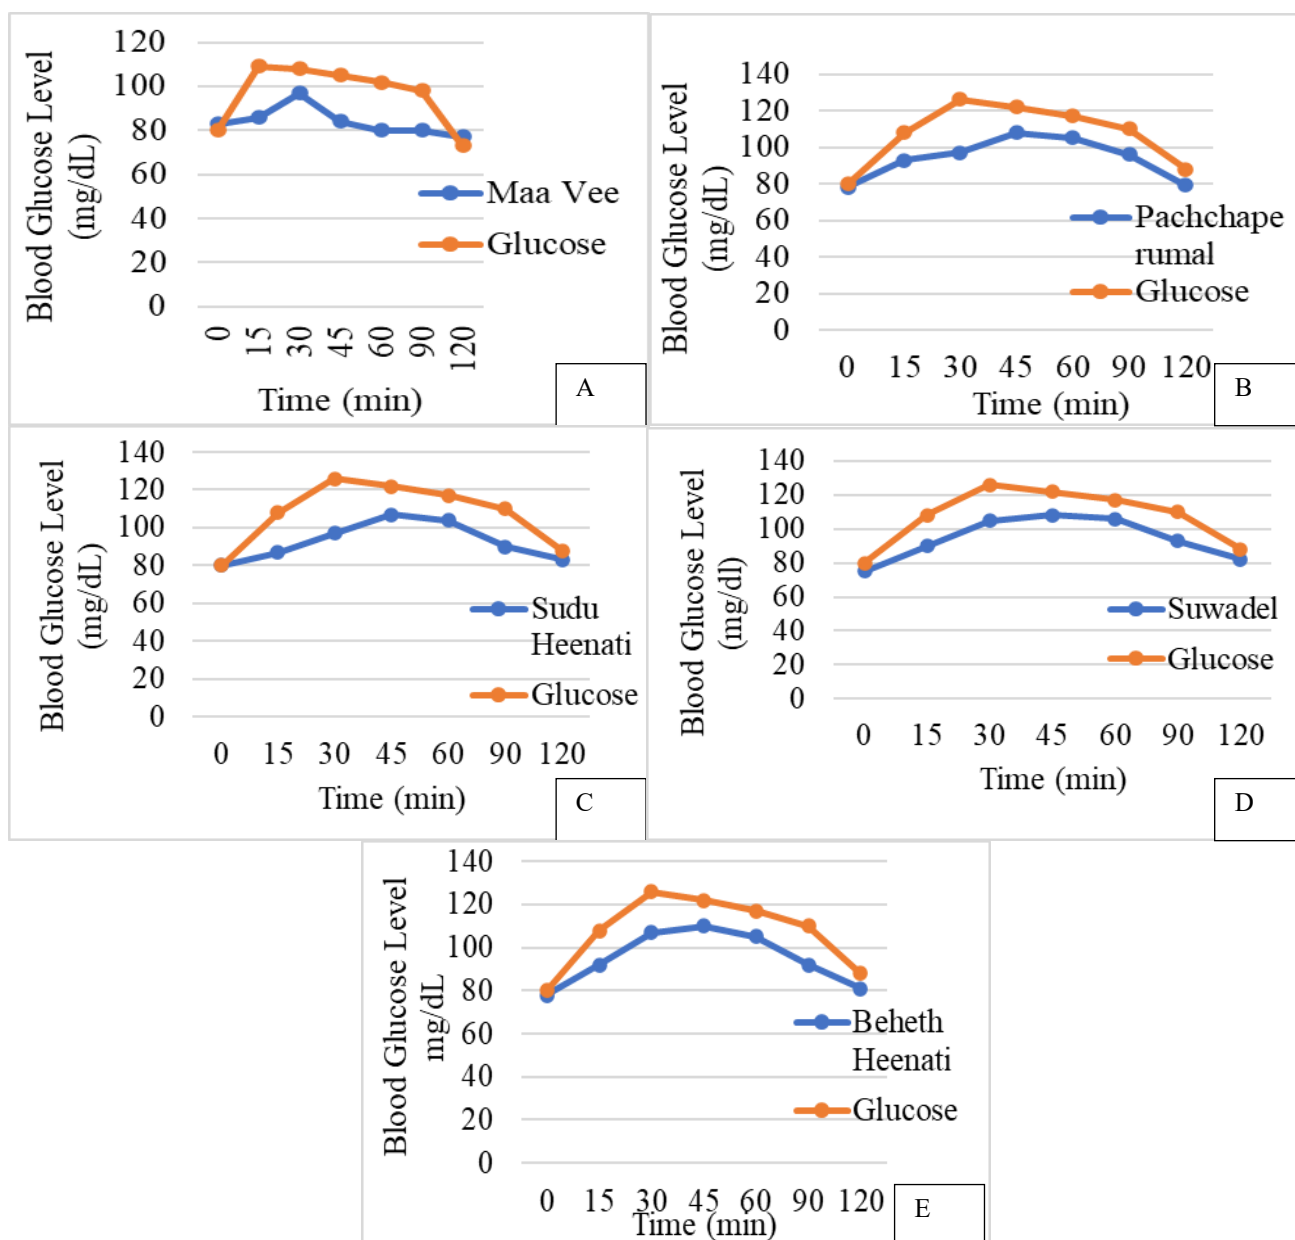 Blood Glucose Level
(mg/dL)
120
100
80
60
40
20
0
Maa Vee
Glucose
0 15 30 45 60 90 120
Time (min)
A
Blood Glucose Level
(mg/dL)
140
120
100
80
60
40
20
0
Pachchape
rumal
Glucose
0 15 30 45 60 90 120
Time (min)
B
Blood Glucose Level
(mg/dL)
140
120
100
80
60
40
20
0
Sudu
Heenati
Glucose
0 15 30 45 60 90 120
Time (min)
C
Blood Glucose Level
(mg/dl)
140
120
100
80
60
40
20
0
Suwadel
Glucose
0 15 30 45 60 90 120
Time (min)
D
Blood Glucose Level
mg/dL
140
120
100
80
60
40
20
0
Beheth
Heenati
Glucose
0 15 30 45 60 90 120
Time (min)
E